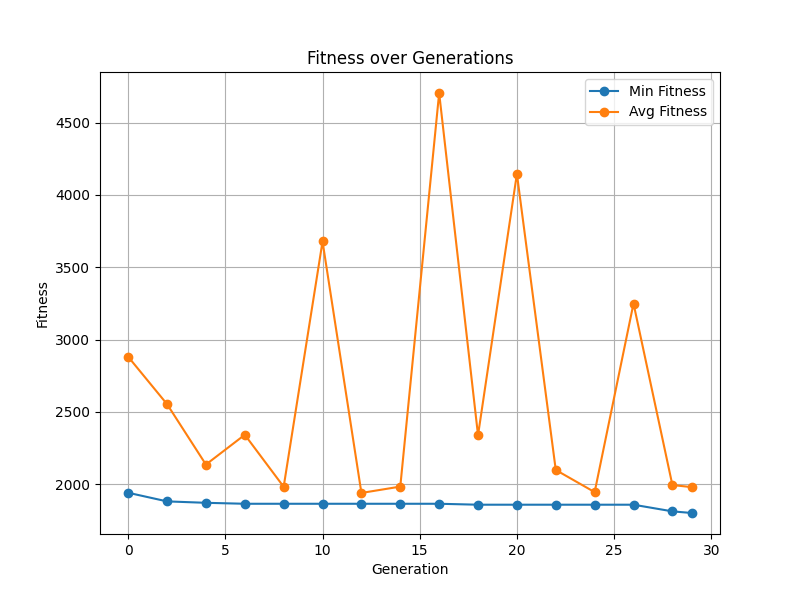 Fitness over Generations
Min Fitness
Avg Fitness
4500
4000
3500
3000
2500
2000
Fitness
0 5 10 15 20 25 30
Generation